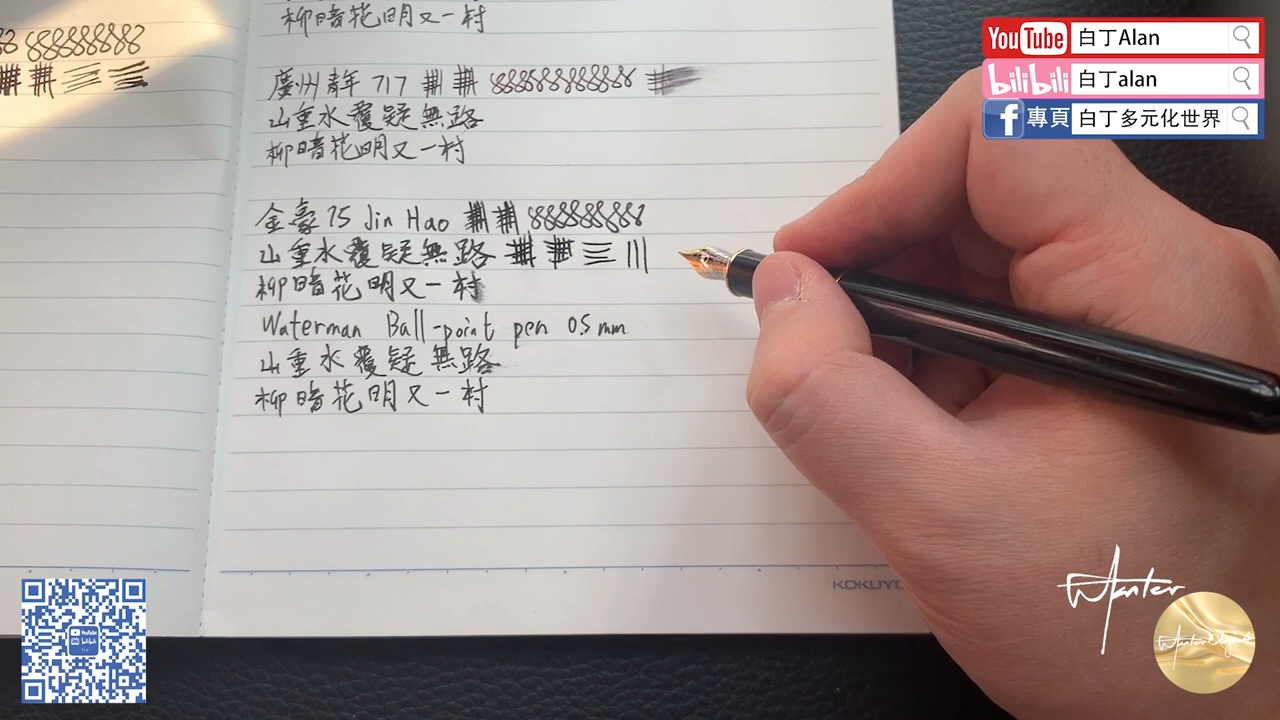 柳暗花明又一村
廣州青年 717
山重水覆疑無路
柳暗花明又一村
金豪 75 Jin Hao
山重水覆疑無路
柳暗花明又一村
Waterman Ball-point pen 0.5 mm
山重水覆疑無路
柳暗花明又一村
KOKUYO
YouTube 白丁Alan
bilibili 白丁alan
f 專頁 白丁多元化世界